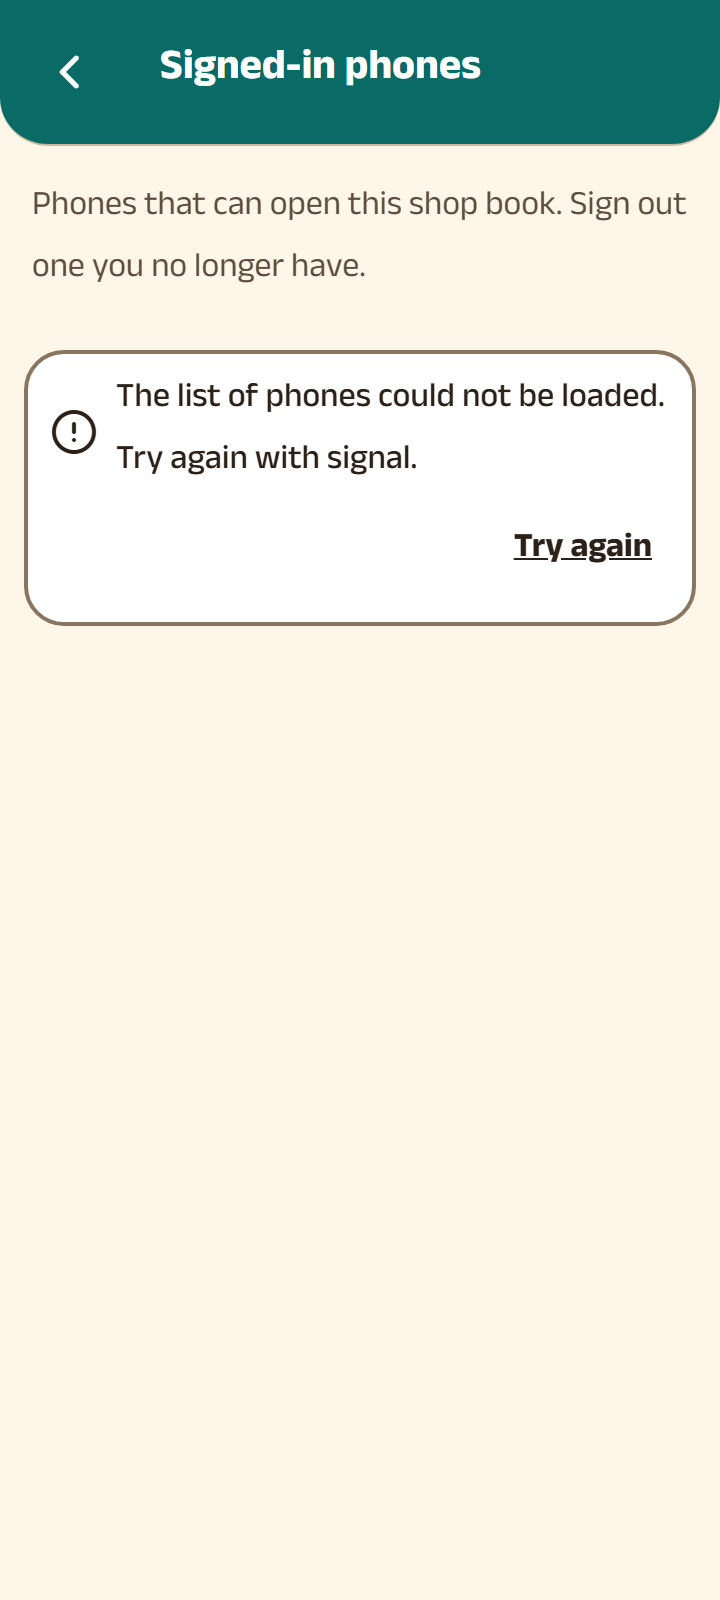 Signed-in phones
Phones that can open this shop book. Sign out
one you no longer have.
The list of phones could not be loaded.
Try again with signal.
Try again